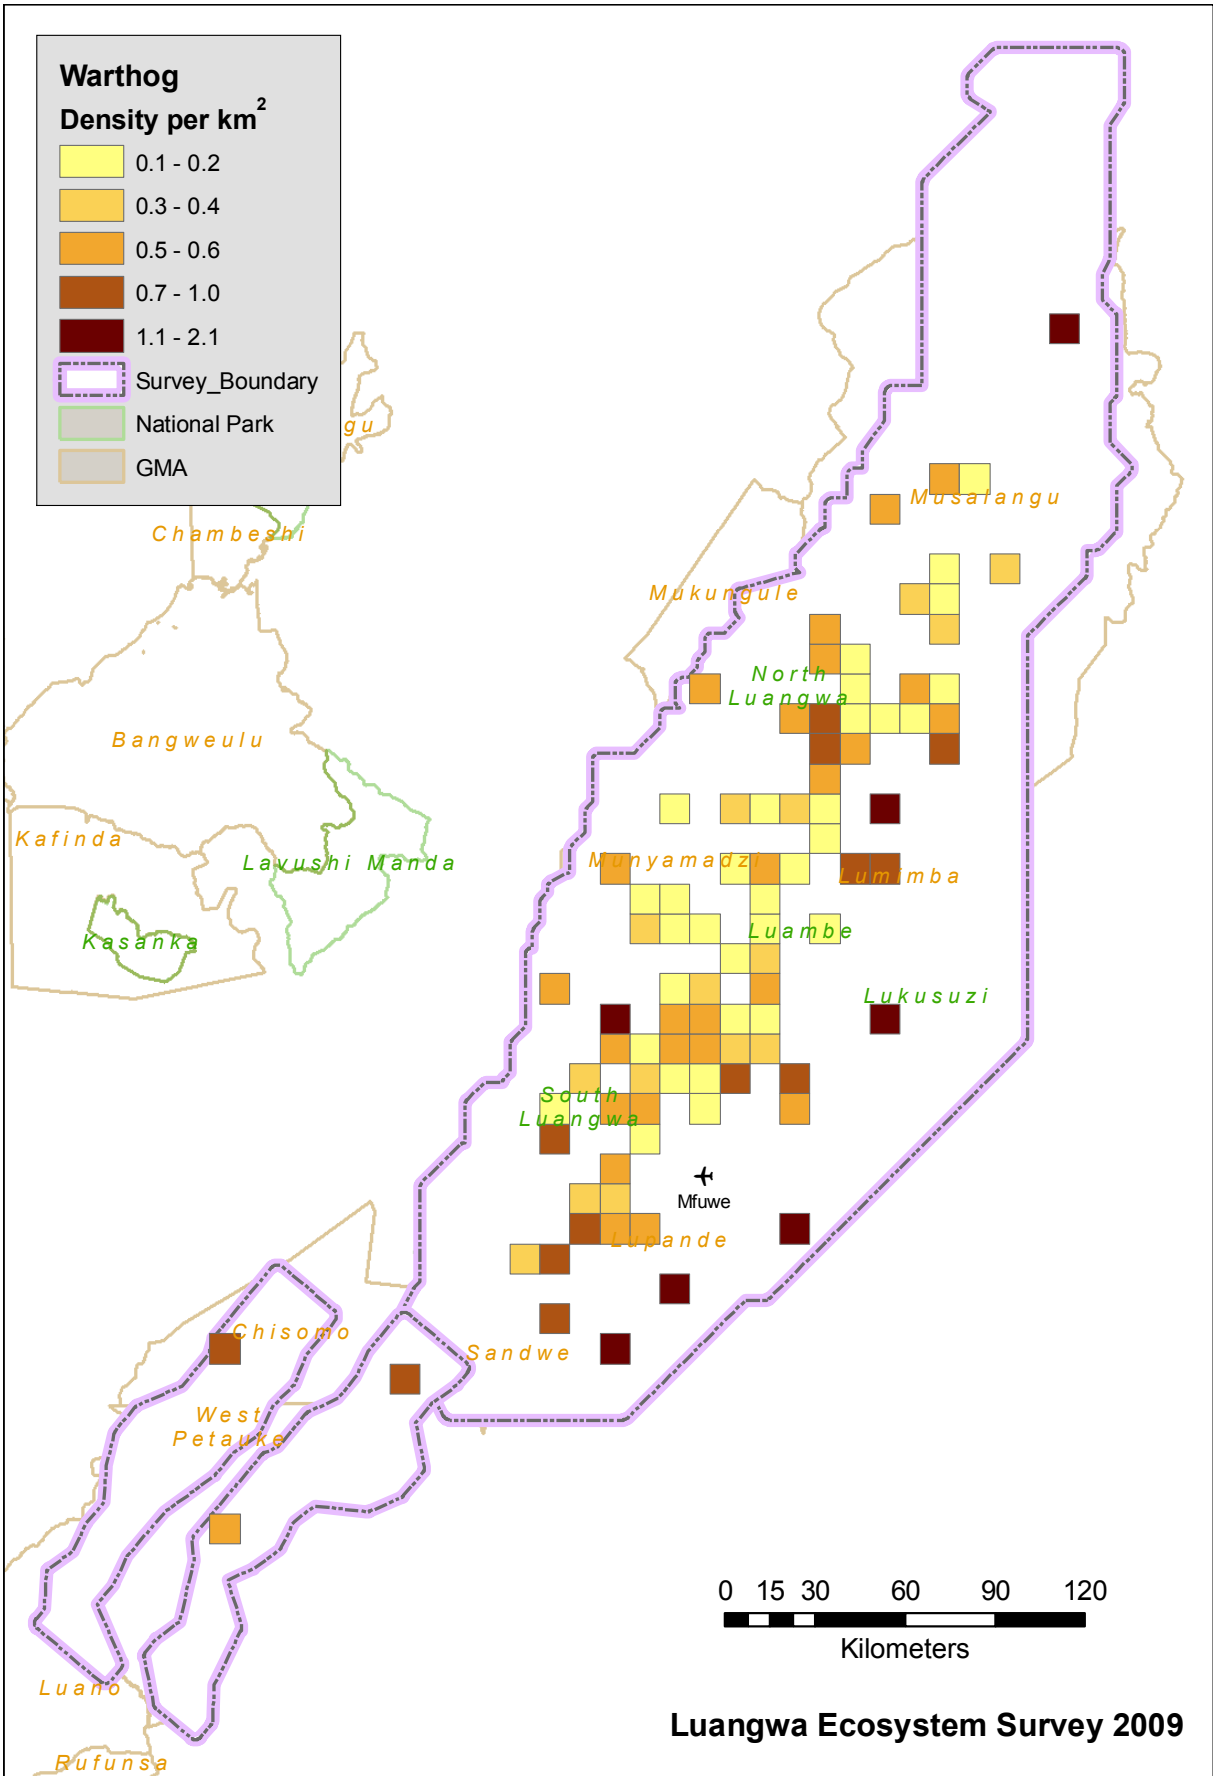 Warthog
Density per km2
0.1 - 0.2
0.3 - 0.4
0.5 - 0.6
0.7 - 1.0
1.1 - 2.1
Survey_Boundary
National Park
GMA
gu
Chambeshi
Musalangu
Mukungule
North
Luangwa
Bangweulu
Kafinda
Lavushi Manda
Munyamadzi
Lumimba
Kasanka
Luambe
Lukusuzi
South
Luangwa
Mfuwe
Lupande
Chisomo
Sandwe
West
Petauke
0 15 30 60 90 120
Kilometers
Luano
Luangwa Ecosystem Survey 2009
Rufunsa